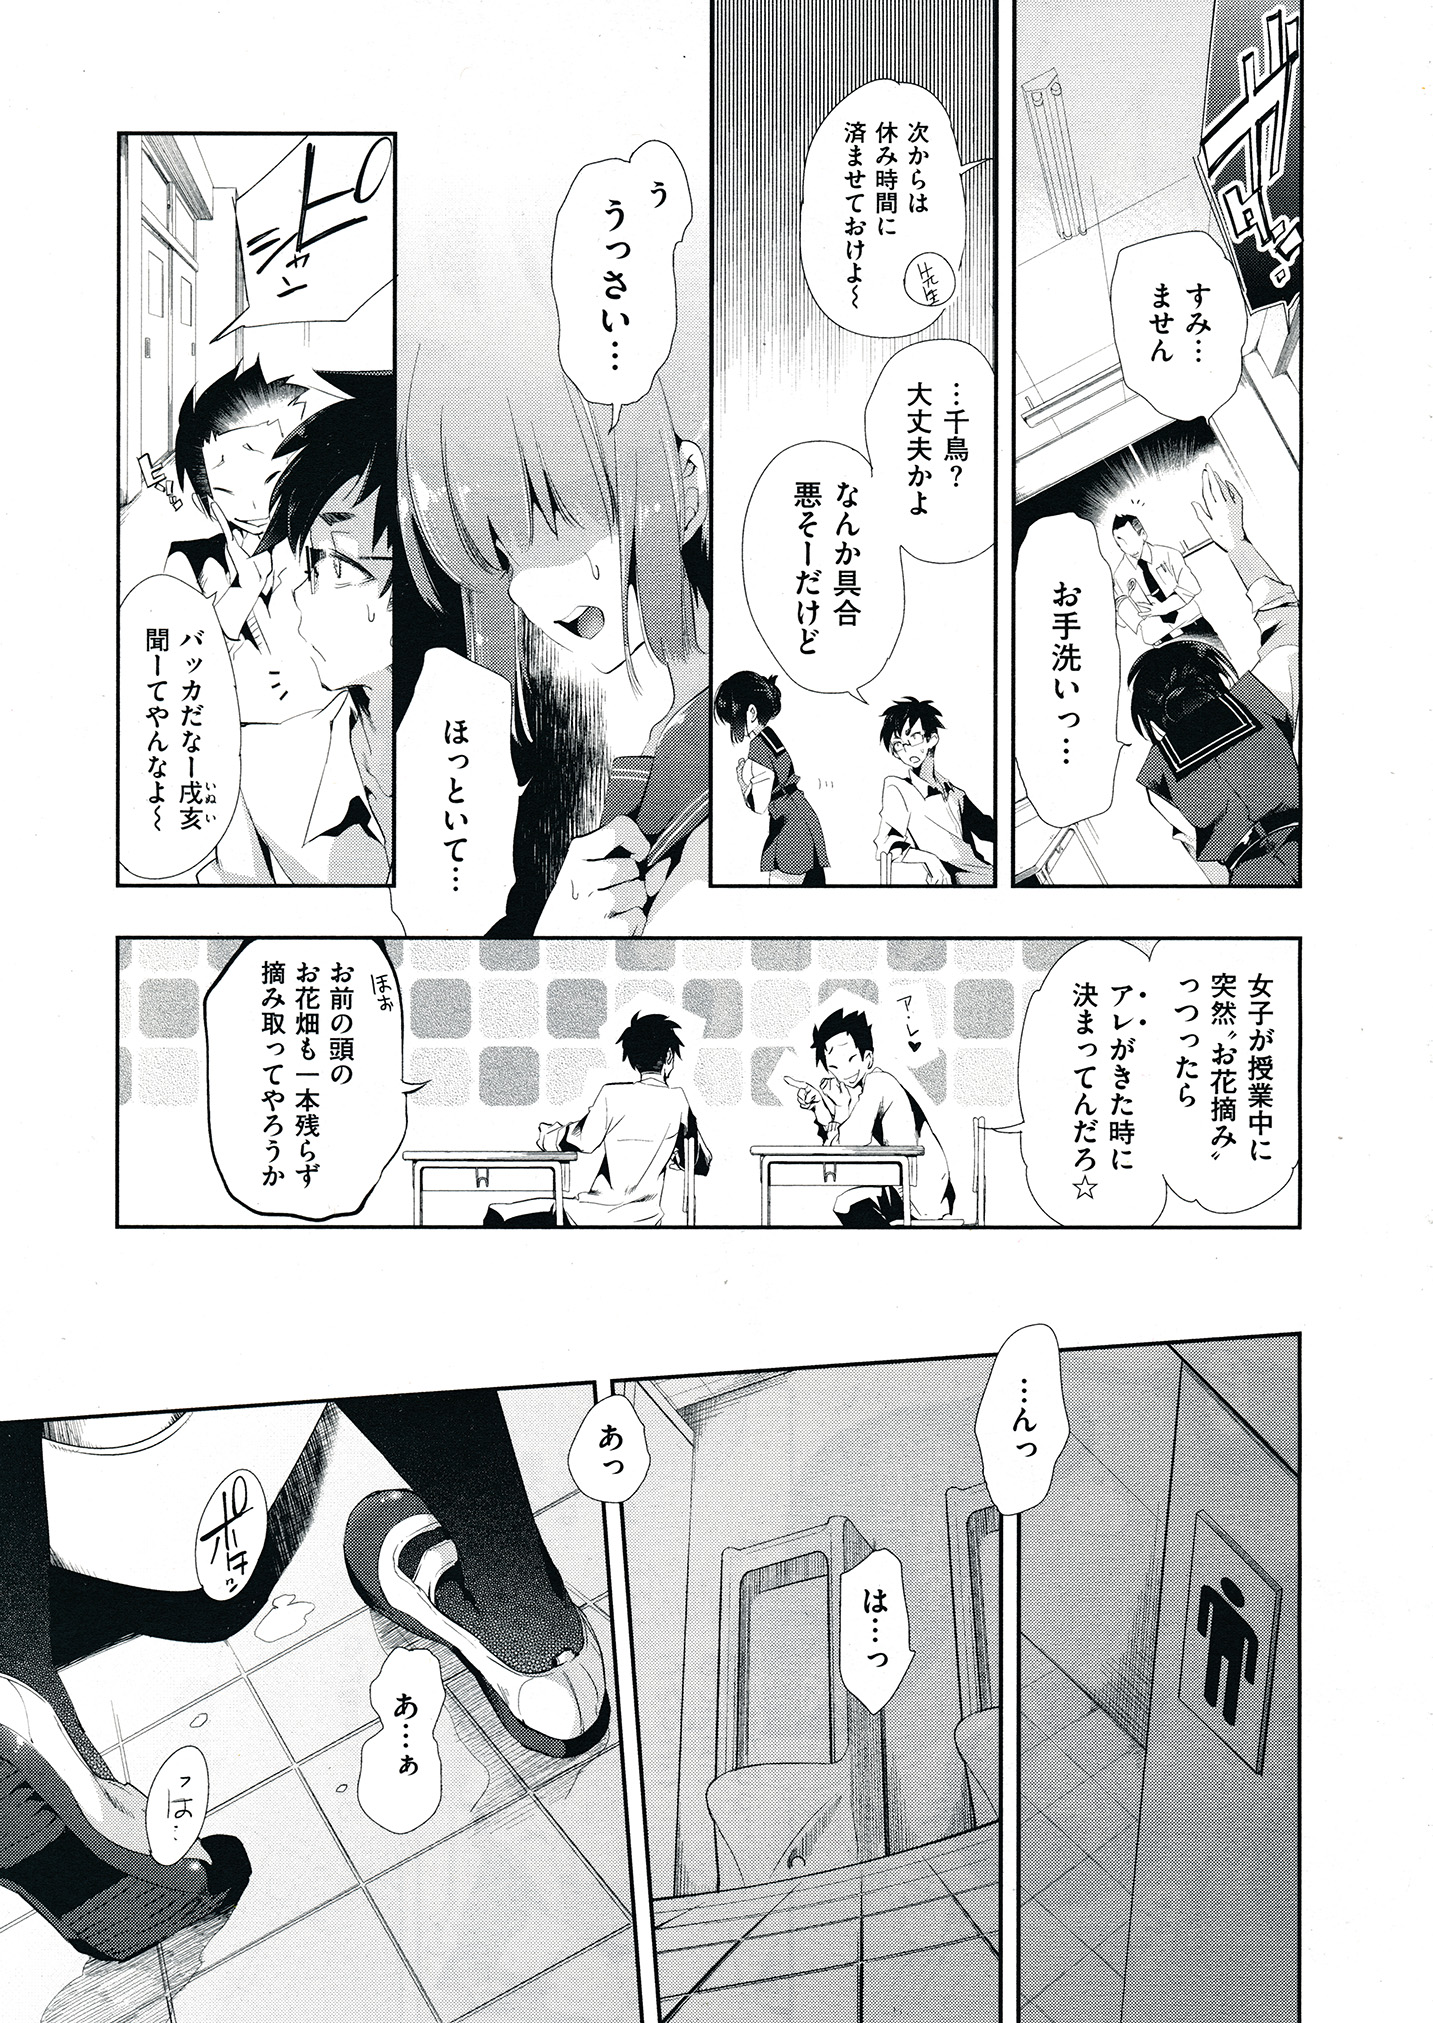 ガタンッ!
すみ…
ません
お手洗いっ…
次からは
休み時間に
済ませておけよ〜
先生
…千鳥?
大丈夫かよ
なんか具合
悪そーだけど
う
うっさい…
ほっといて…
ピシャン
バッカだなー戌亥
いぬい
聞ーてやんなよ〜
女子が授業中に
突然〝お花摘み〟
っつったら
アレがきた時に
決まってんだろ☆
ア・レ♥
ほぉ
お前の頭の
お花畑も一本残らず
摘み取ってやろうか
…んっ
は…っ
あっ
ポタッ
あ…ぁ
っは…